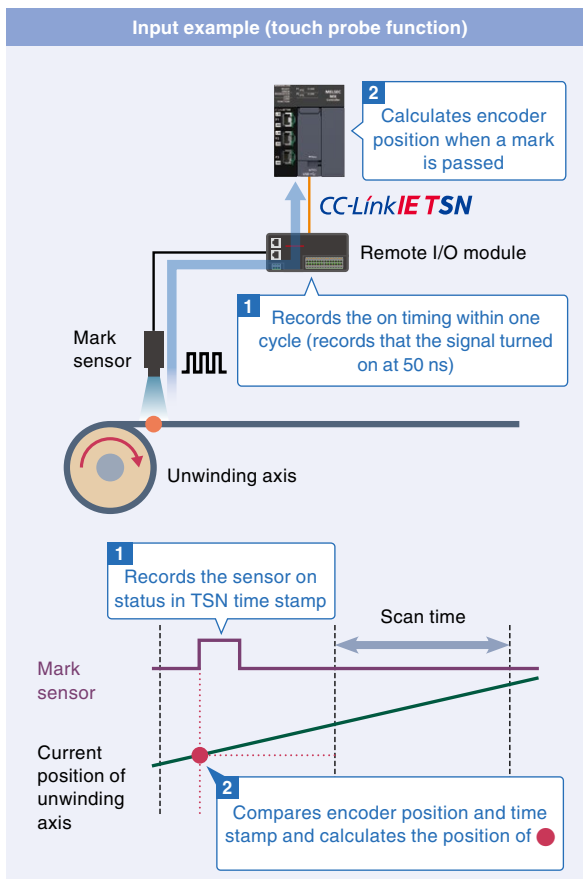 Input example (touch probe function)
2
Calculates encoder
position when a mark
is passed
CC-Link IE TSN
Remote I/O module
1
Records the on timing within one
cycle (records that the signal turned
on at 50 ns)
Mark
sensor
Unwinding axis
1
Records the sensor on
status in TSN time stamp
Scan time
Mark
sensor
Current
position of
unwinding
axis
2
Compares encoder position and time
stamp and calculates the position of